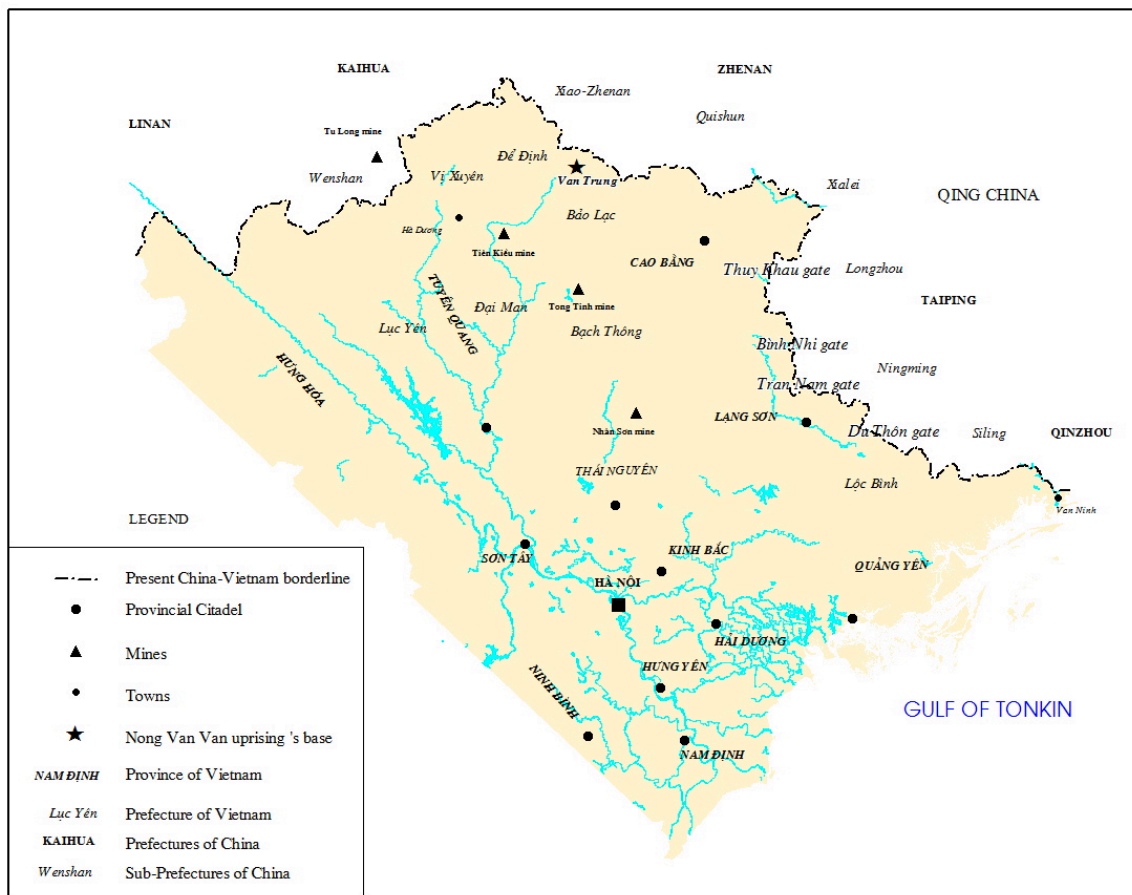 KAIHUA
ZHENAN
Xiao-Zhenan
Quishun
LINAN
Tu Long mine
Để Định
Wenshan
Vị Xuyên
Van Trung
Xialei
QING CHINA
Bảo Lạc
Hà Dương
Tiên Kiều mine
CAO BẰNG
Thuy Khau gate
Longzhou
TUYÊN QUANG
Đại Man
Tong Tinh mine
TAIPING
Lục Yên
Bạch Thông
Bình Nhi gate
HƯNG HÓA
Ningming
Tran Nam gate
LẠNG SƠN
Nhân Sơn mine
Du Thôn gate
Siling
QINZHOU
THÁI NGUYÊN
Lộc Bình
Van Ninh
LEGEND
SƠN TÂY
KINH BẮC
QUẢNG YÊN
HÀ NỘI
HẢI DƯƠNG
HƯNG YÊN
NINH BÌNH
GULF OF TONKIN
NAM ĐỊNH
Present China-Vietnam borderline
Provincial Citadel
Mines
Towns
Nong Van Van uprising 's base
NAM ĐỊNH Province of Vietnam
Lục Yên Prefecture of Vietnam
KAIHUA Prefectures of China
Wenshan Sub-Prefectures of China